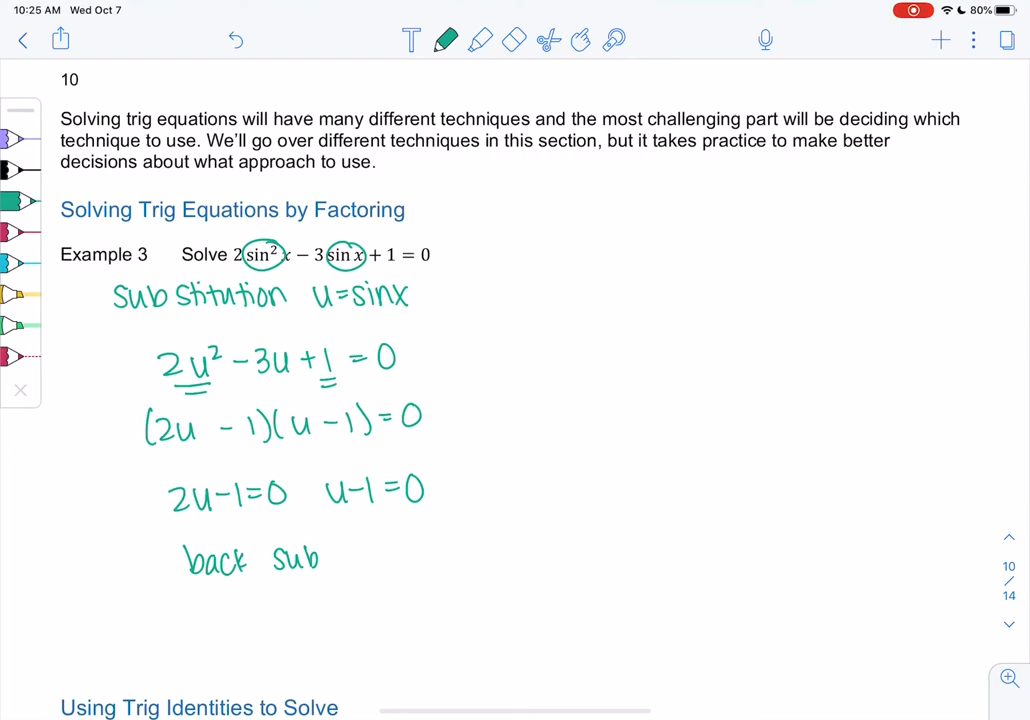 10:25 AM Wed Oct 7
80%
10
Solving trig equations will have many different techniques and the most challenging part will be deciding which
technique to use. We'll go over different techniques in this section, but it takes practice to make better
decisions about what approach to use.
Solving Trig Equations by Factoring
Example 3 Solve 2 sin² x − 3 sin x + 1 = 0
substitution u=sinx
2u² − 3u + 1 = 0
(2u − 1)(u − 1) = 0
2u−1=0 u−1=0
back sub
10
/
14
Using Trig Identities to Solve